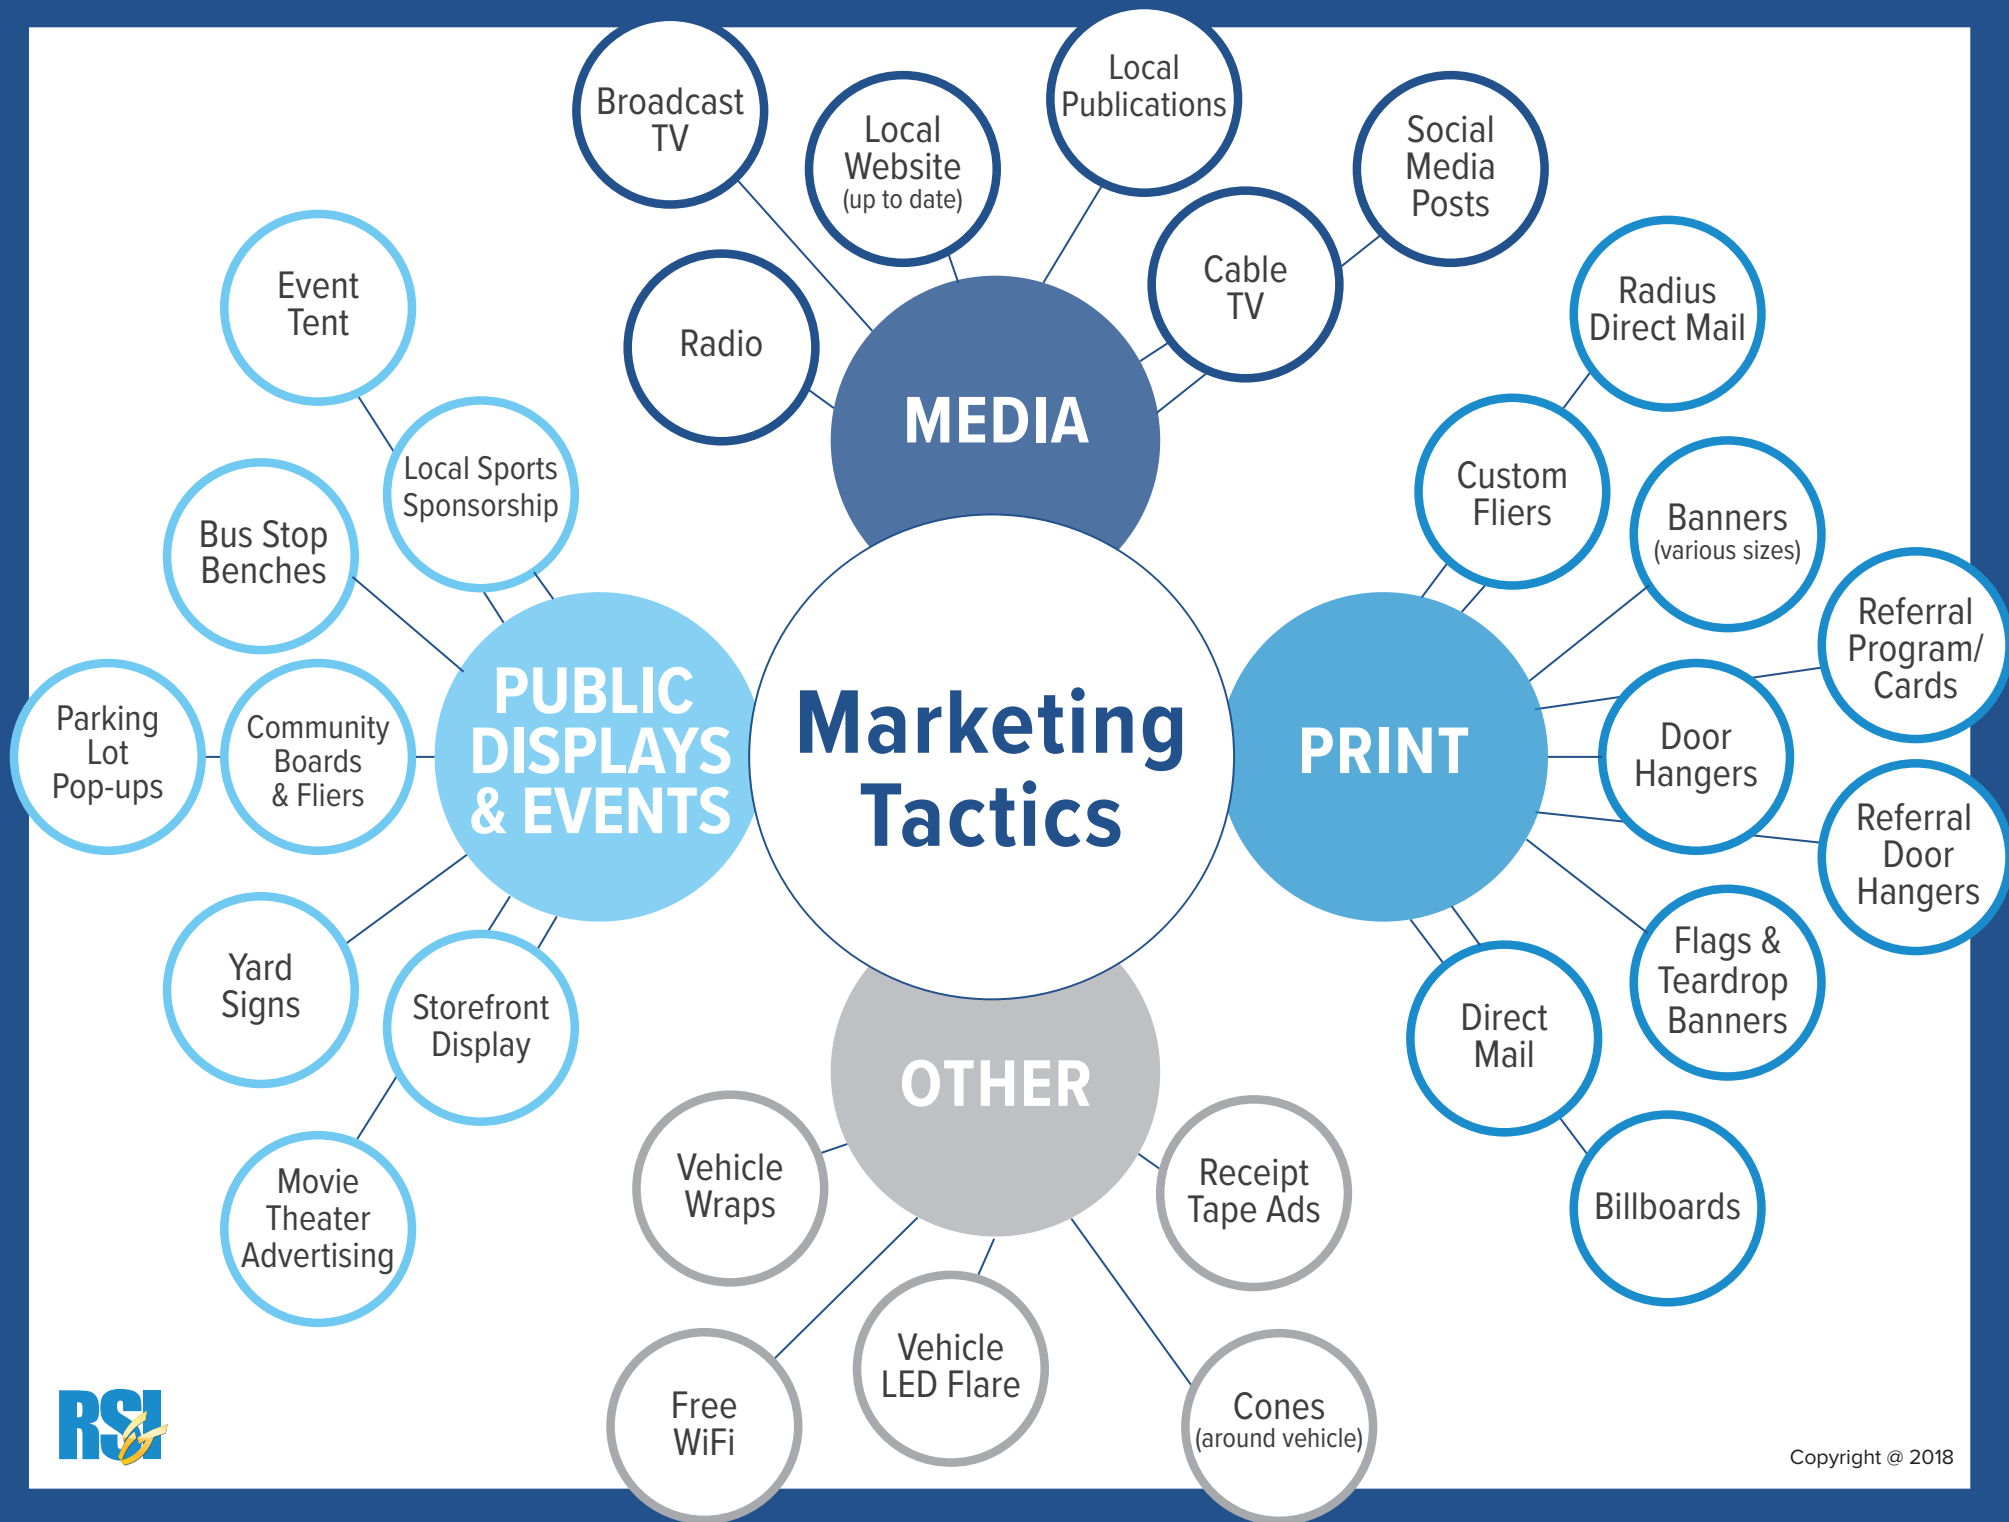 Marketing
Tactics
MEDIA
Broadcast
TV
Local
Website
(up to date)
Local
Publications
Social
Media
Posts
Radio
Cable
TV
PRINT
Radius
Direct Mail
Custom
Fliers
Banners
(various sizes)
Referral
Program/
Cards
Door
Hangers
Referral
Door
Hangers
Flags &
Teardrop
Banners
Direct
Mail
Billboards
OTHER
Vehicle
Wraps
Receipt
Tape Ads
Free
WiFi
Vehicle
LED Flare
Cones
(around vehicle)
PUBLIC
DISPLAYS
& EVENTS
Event
Tent
Local Sports
Sponsorship
Bus Stop
Benches
Parking
Lot
Pop-ups
Community
Boards
& Fliers
Yard
Signs
Storefront
Display
Movie
Theater
Advertising
RS&I
Copyright @ 2018